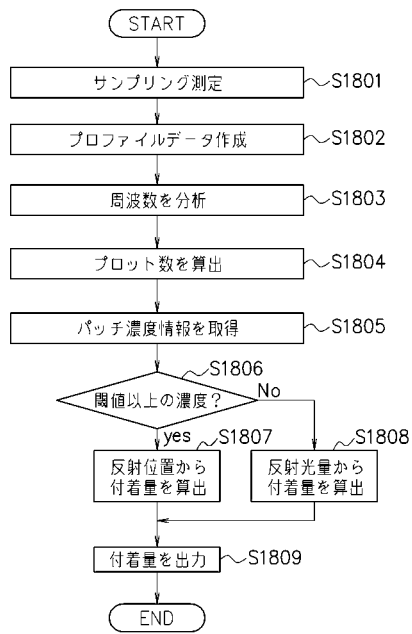 START
サンプリング測定 S1801
プロファイルデータ作成 S1802
周波数を分析 S1803
プロット数を算出 S1804
パッチ濃度情報を取得 S1805
S1806
閾値以上の濃度？ No
yes S1807 S1808
反射位置から 反射光量から
付着量を算出 付着量を算出
付着量を出力 S1809
END